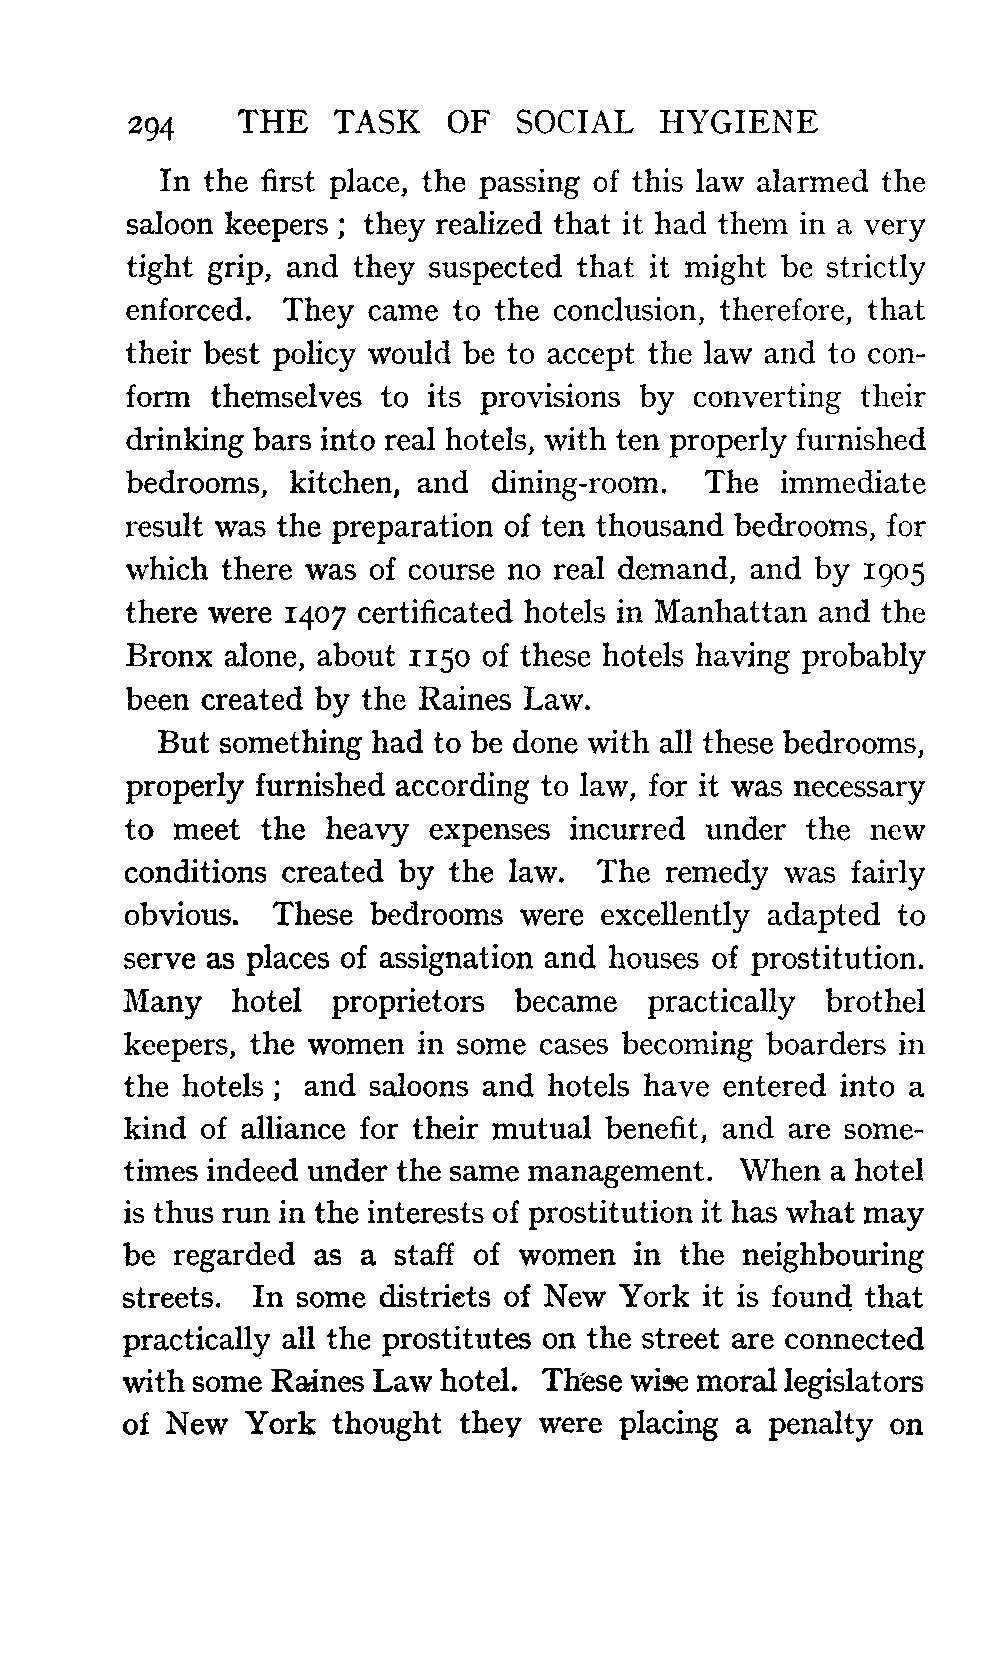 294 THE TASK OF SOCIAL HYGIENE
In the first place, the passing of this law alarmed the
saloon keepers ; they realized that it had them in a very
tight grip, and they suspected that it might be strictly
enforced. They came to the conclusion, therefore, that
their best policy would be to accept the law and to con-
form themselves to its provisions by converting their
drinking bars into real hotels, with ten properly furnished
bedrooms, kitchen, and dining-room. The immediate
result was the preparation of ten thousand bedrooms, for
which there was of course no real demand, and by 1905
there were 1407 certificated hotels in Manhattan and the
Bronx alone, about 1150 of these hotels having probably
been created by the Raines Law.
But something had to be done with all these bedrooms,
properly furnished according to law, for it was necessary
to meet the heavy expenses incurred under the new
conditions created by the law. The remedy was fairly
obvious. These bedrooms were excellently adapted to
serve as places of assignation and houses of prostitution.
Many hotel proprietors became practically brothel
keepers, the women in some cases becoming boarders in
the hotels ; and saloons and hotels have entered into a
kind of alliance for their mutual benefit, and are some-
times indeed under the same management. When a hotel
is thus run in the interests of prostitution it has what may
be regarded as a staff of women in the neighbouring
streets. In some districts of New York it is found that
practically all the prostitutes on the street are connected
with some Raines Law hotel. These wise moral legislators
of New York thought they were placing a penalty on